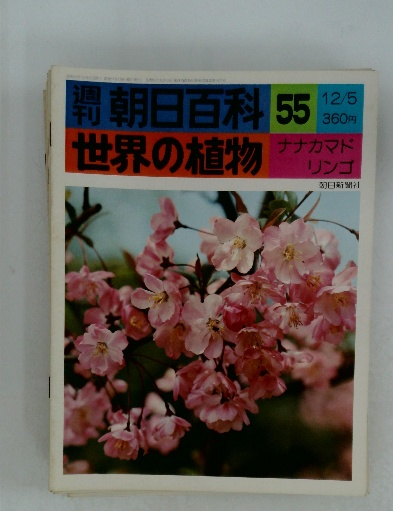 週刊 朝日百科 55 12/5 360円
世界の植物 ナナカマド
リンゴ
朝日新聞社